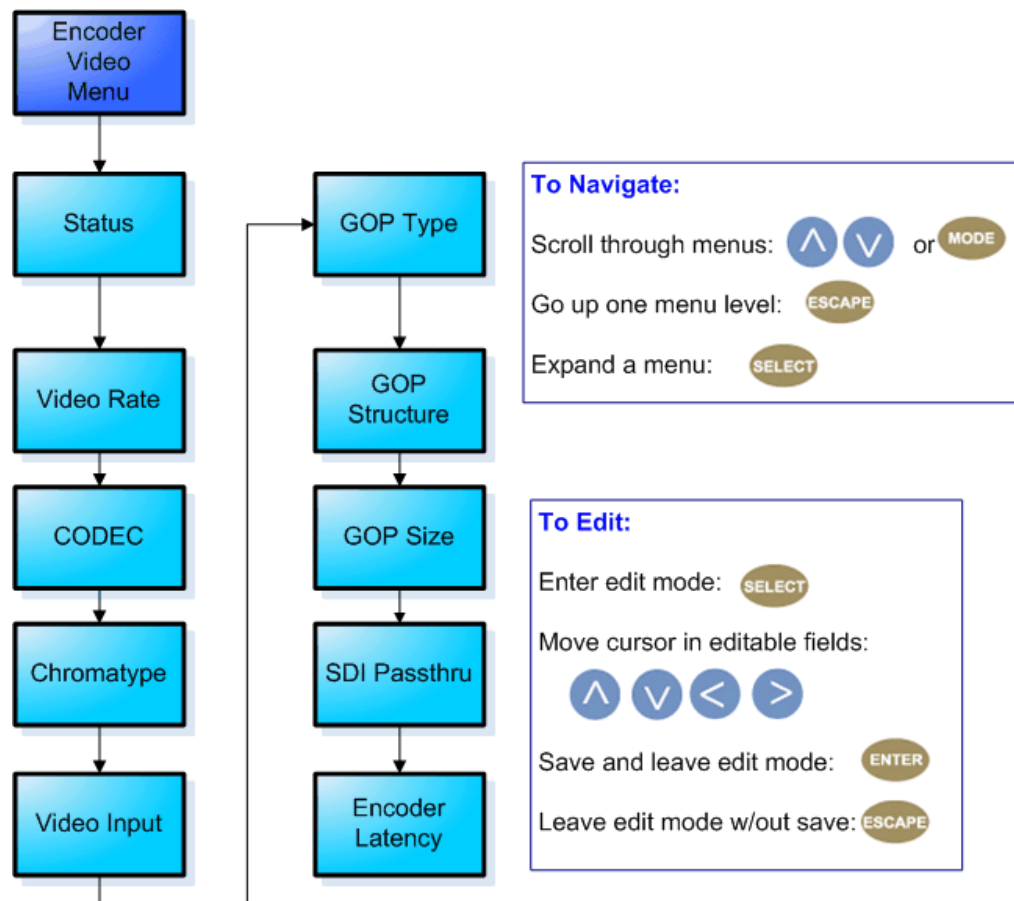 Encoder
Video
Menu
Status
Video Rate
CODEC
Chromatype
Video Input
GOP Type
GOP
Structure
GOP Size
SDI Passthru
Encoder
Latency
To Navigate:
Scroll through menus: or MODE
Go up one menu level: ESCAPE
Expand a menu: SELECT
To Edit:
Enter edit mode: SELECT
Move cursor in editable fields:
Save and leave edit mode: ENTER
Leave edit mode w/out save: ESCAPE